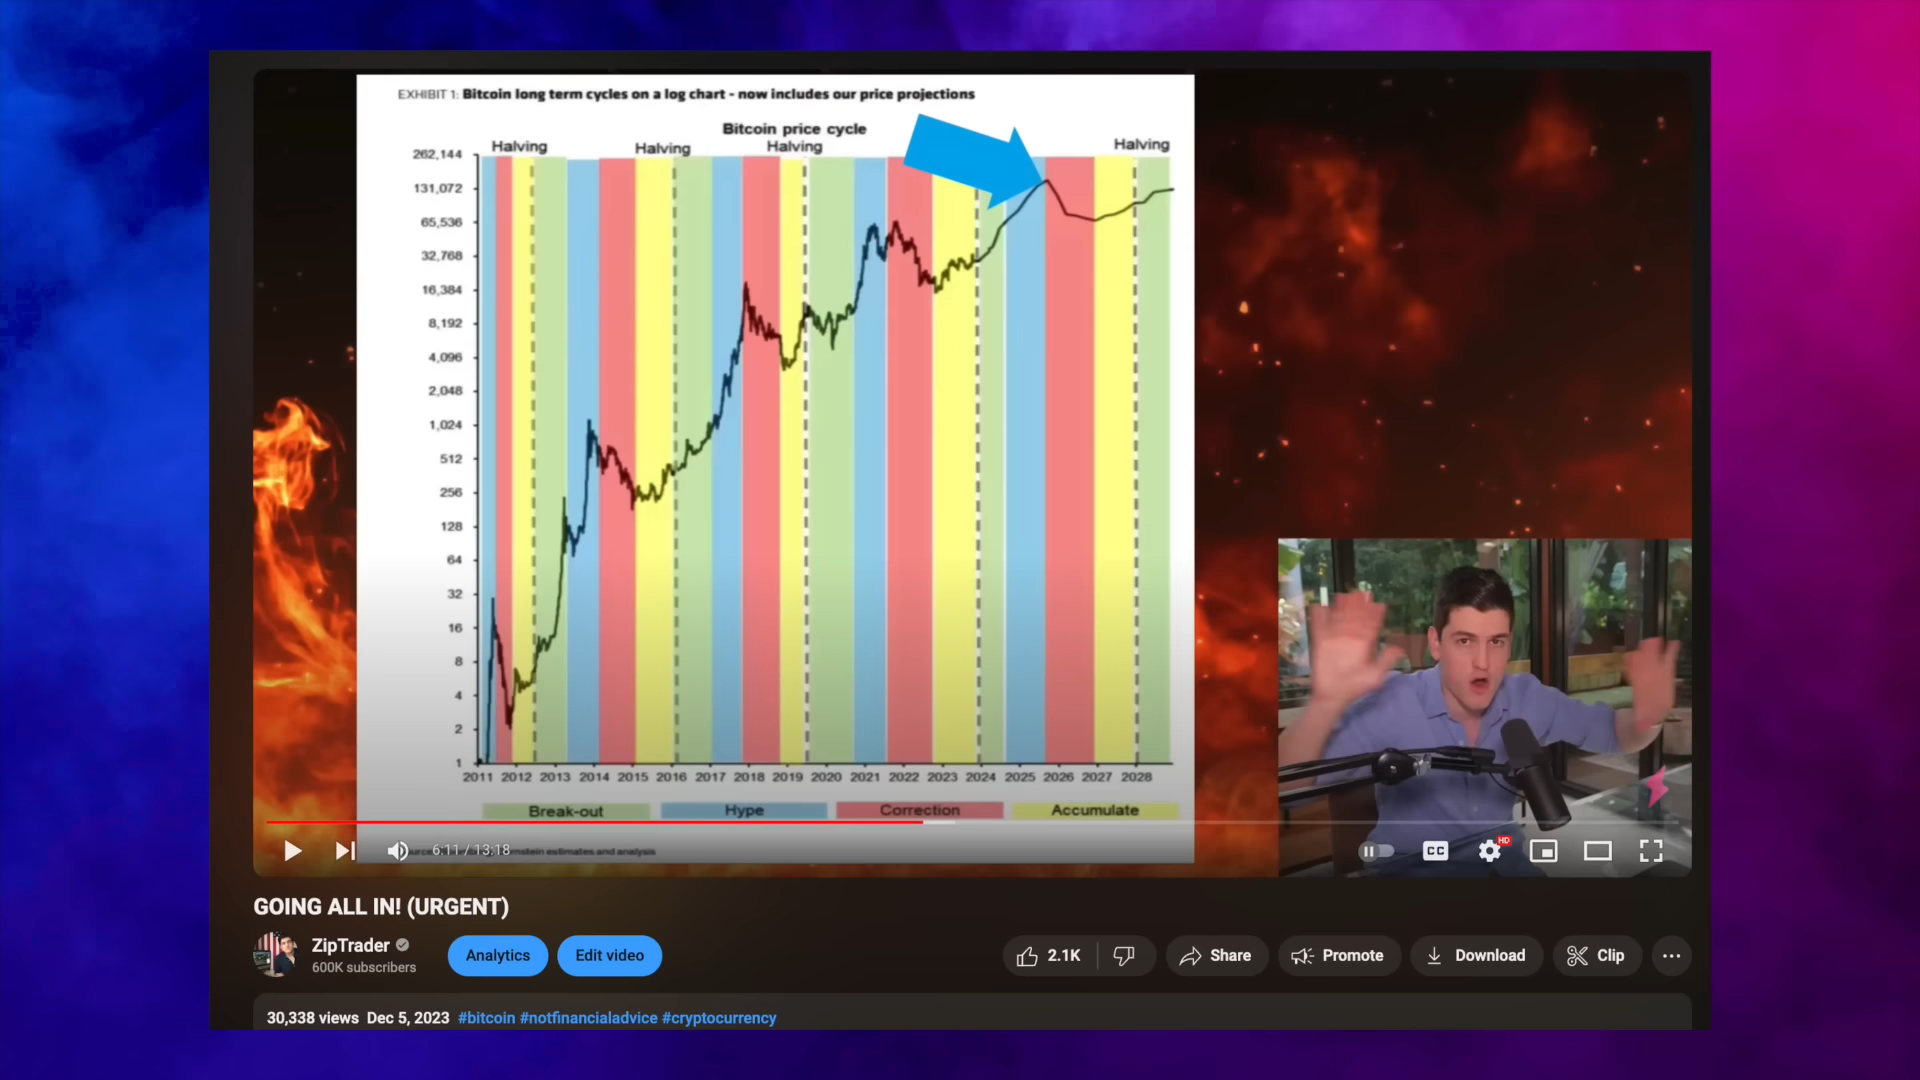 EXHIBIT 1: Bitcoin long term cycles on a log chart - now includes our price projections
Bitcoin price cycle
Halving Halving Halving Halving
262,144
131,072
65,536
32,768
16,384
8,192
4,096
2,048
1,024
512
256
128
64
32
16
8
4
2
1
2011 2012 2013 2014 2015 2016 2017 2018 2019 2020 2021 2022 2023 2024 2025 2026 2027 2028
Break-out Hype Correction Accumulate
estimates and analysis
6:11 / 13:18
CC HD
GOING ALL IN! (URGENT)
ZipTrader
600K subscribers
Analytics Edit video
2.1K Share Promote Download Clip
30,338 views Dec 5, 2023 #bitcoin #notfinancialadvice #cryptocurrency